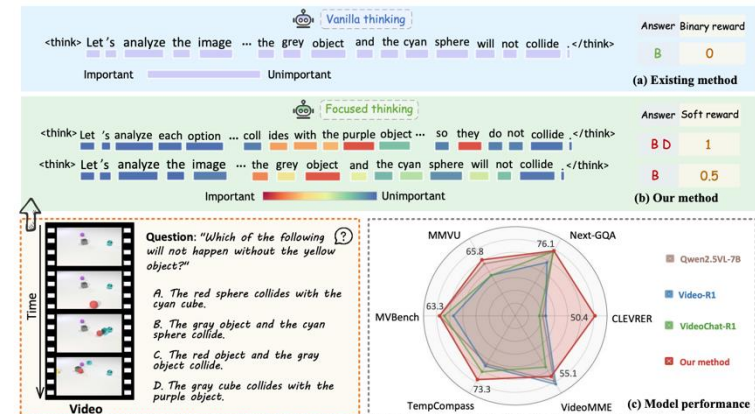 Vanilla thinking
<think> Let 's analyze the image ... the grey object and the cyan sphere will not collide . </think>
Important Unimportant
Answer Binary reward
B 0
(a) Existing method
Focused thinking
<think> Let 's analyze each option ... coll ides with the purple object ... so they do not collide . </think>
<think> Let 's analyze the image ... the grey object and the cyan sphere will not collide . </think>
Important Unimportant
Answer Soft reward
B D 1
B 0.5
(b) Our method
Time
Video
Question: "Which of the following
will not happen without the yellow
object?"
?
A. The red sphere collides with the
cyan cube.
B. The gray object and the cyan
sphere collide.
C. The red object and the gray
object collide.
D. The gray cube collides with the
purple object.
MMVU
Next-GQA
65.8
76.1
MVBench
63.3
50.4
CLEVRER
73.3
55.1
TempCompass
VideoMME
Qwen2.5VL-7B
Video-R1
VideoChat-R1
Our method
(c) Model performance